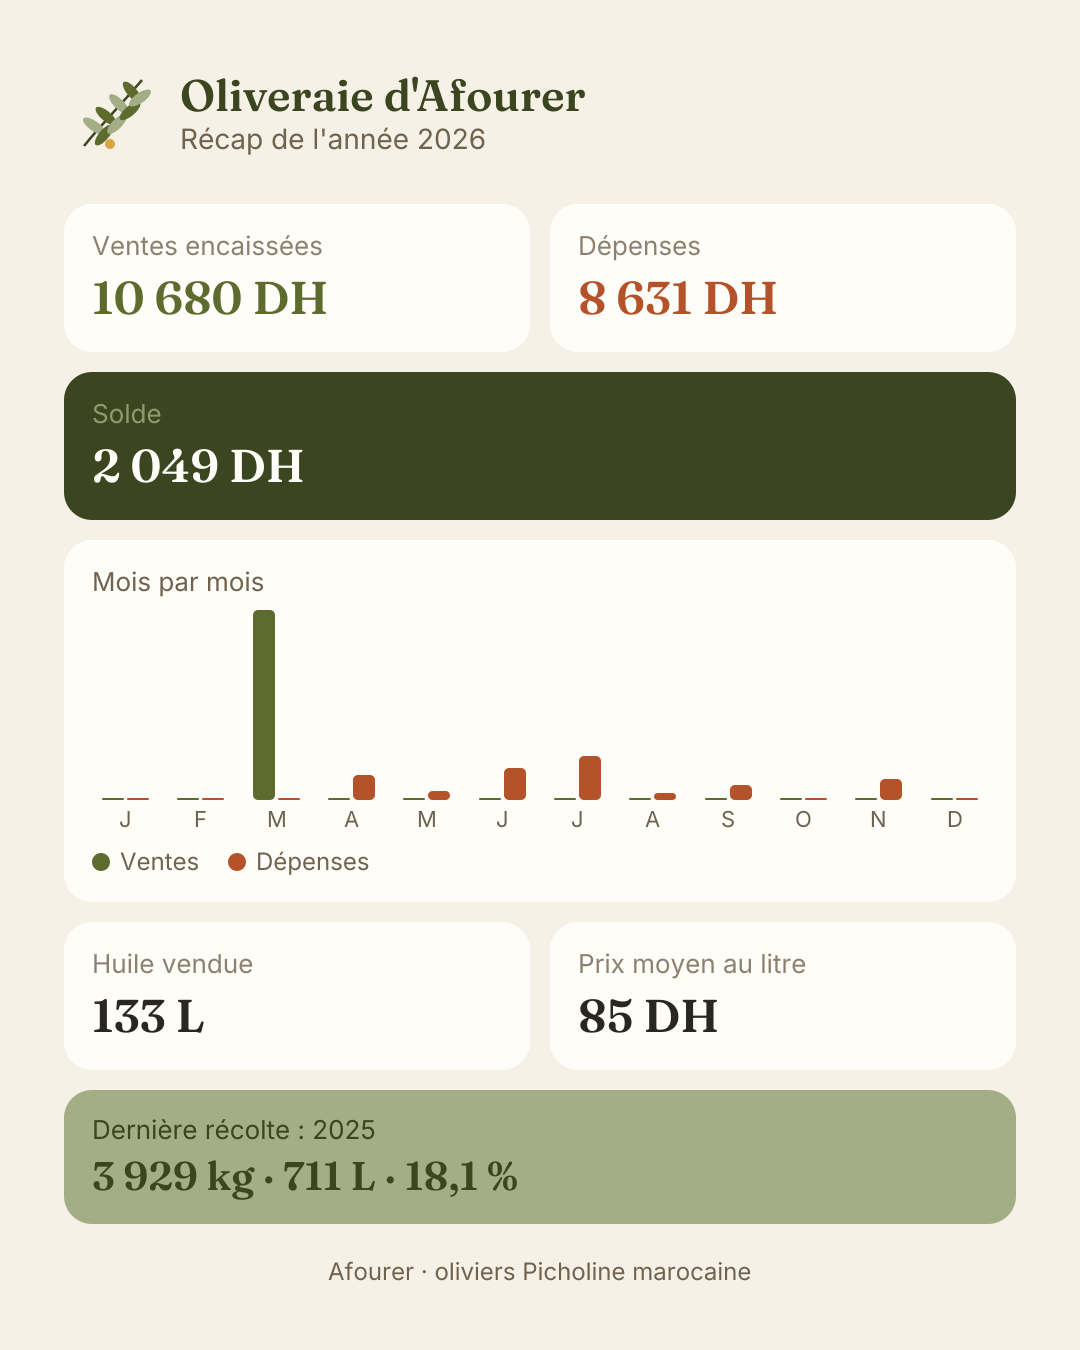 Oliveraie d'Afourer
Récap de l'année 2026
Ventes encaissées
10 680 DH
Dépenses
8 631 DH
Solde
2 049 DH
Mois par mois
J F M A M J J A S O N D
Ventes Dépenses
Huile vendue
133 L
Prix moyen au litre
85 DH
Dernière récolte : 2025
3 929 kg · 711 L · 18,1 %
Afourer · oliviers Picholine marocaine